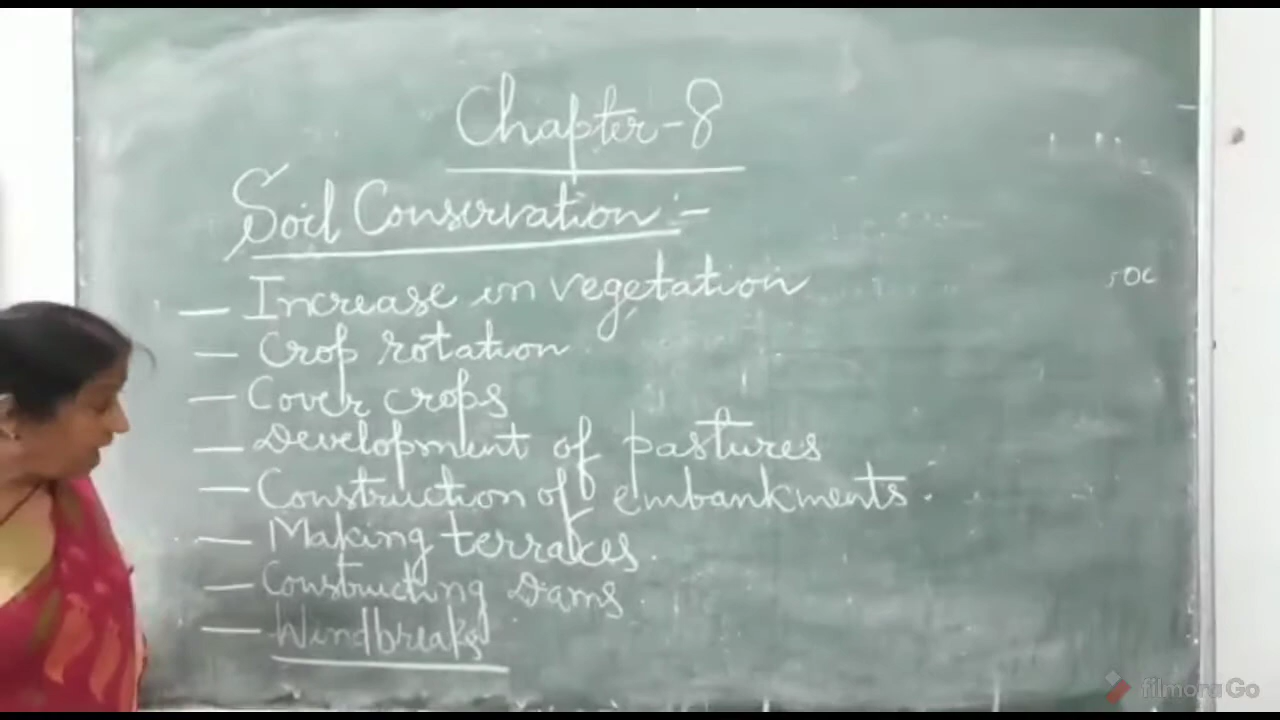 Chapter-8
Soil Conservation:-
— Increase in vegetation
— Crop rotation
— Cover crops
— Development of pastures
— Construction of embankments.
— Making terraces.
— Constructing Dams.
— Windbreaks
filmora Go